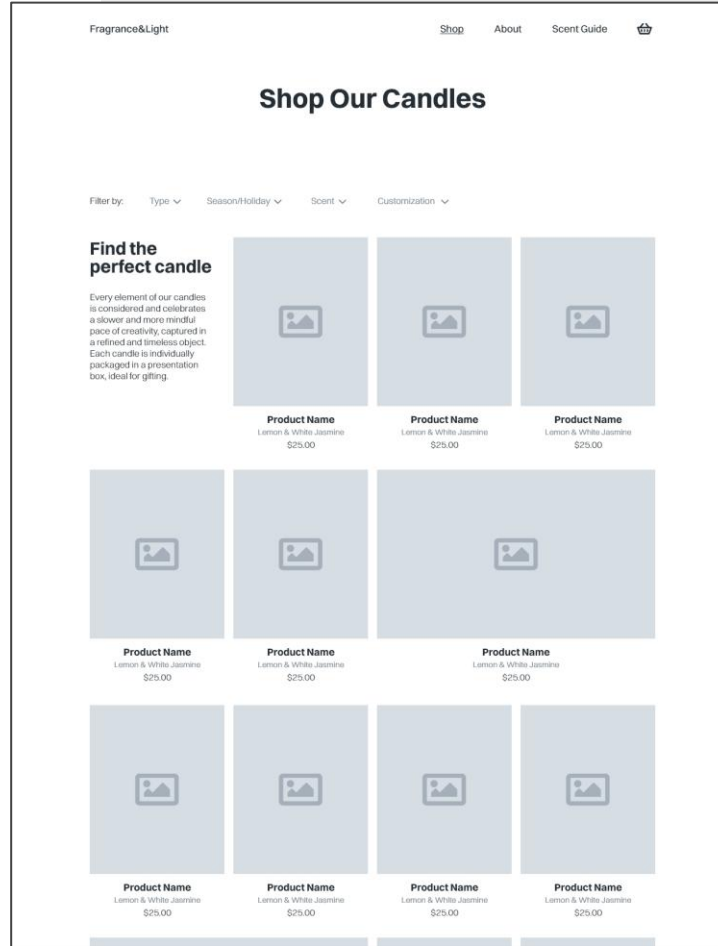 Fragrance&Light
Shop About Scent Guide
Shop Our Candles
Filter by: Type Season/Holiday Scent Customization
Find the
perfect candle
Every element of our candles
is considered and celebrates
a slower and more mindful
pace of creativity, captured in
a refined and timeless object.
Each candle is individually
packaged in a presentation
box, ideal for gifting.
Product Name Product Name Product Name
Lemon & White Jasmine Lemon & White Jasmine Lemon & White Jasmine
$25.00 $25.00 $25.00
Product Name Product Name Product Name
Lemon & White Jasmine Lemon & White Jasmine Lemon & White Jasmine
$25.00 $25.00 $25.00
Product Name Product Name Product Name Product Name
Lemon & White Jasmine Lemon & White Jasmine Lemon & White Jasmine Lemon & White Jasmine
$25.00 $25.00 $25.00 $25.00